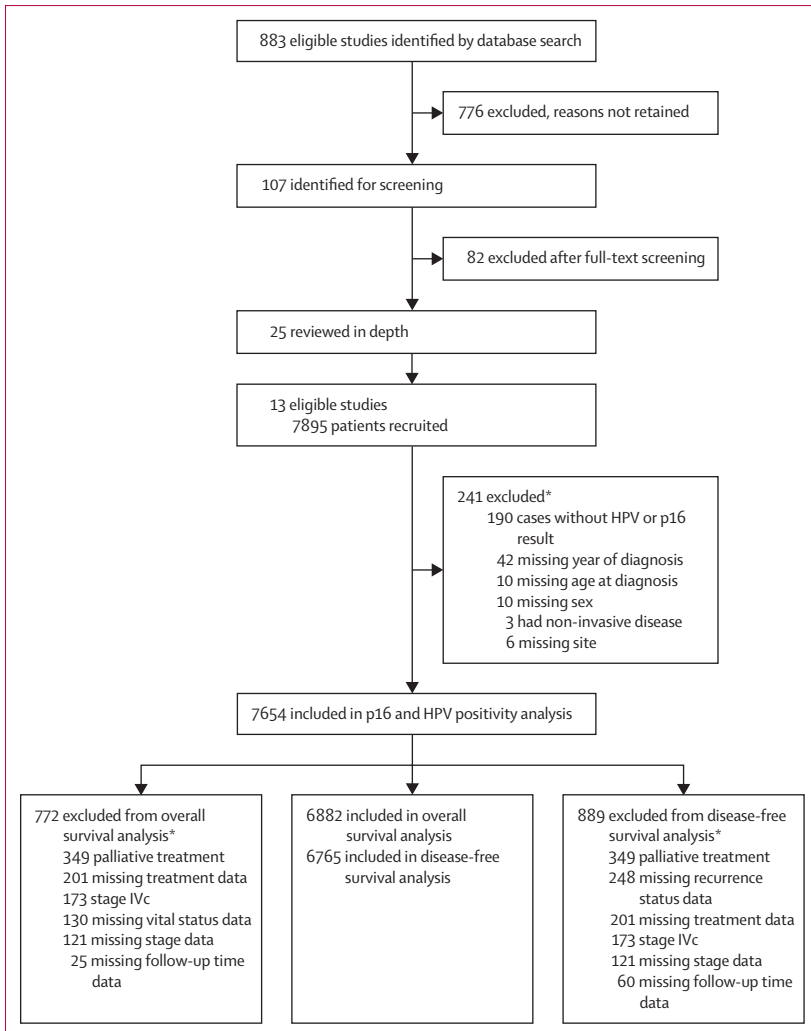 883 eligible studies identified by database search
776 excluded, reasons not retained
107 identified for screening
82 excluded after full-text screening
25 reviewed in depth
13 eligible studies
7895 patients recruited
241 excluded*
190 cases without HPV or p16
result
42 missing year of diagnosis
10 missing age at diagnosis
10 missing sex
3 had non-invasive disease
6 missing site
7654 included in p16 and HPV positivity analysis
772 excluded from overall
survival analysis*
349 palliative treatment
201 missing treatment data
173 stage IVc
130 missing vital status data
121 missing stage data
25 missing follow-up time
data
6882 included in overall
survival analysis
6765 included in disease-free
survival analysis
889 excluded from disease-free
survival analysis*
349 palliative treatment
248 missing recurrence
status data
201 missing treatment data
173 stage IVc
121 missing stage data
60 missing follow-up time
data